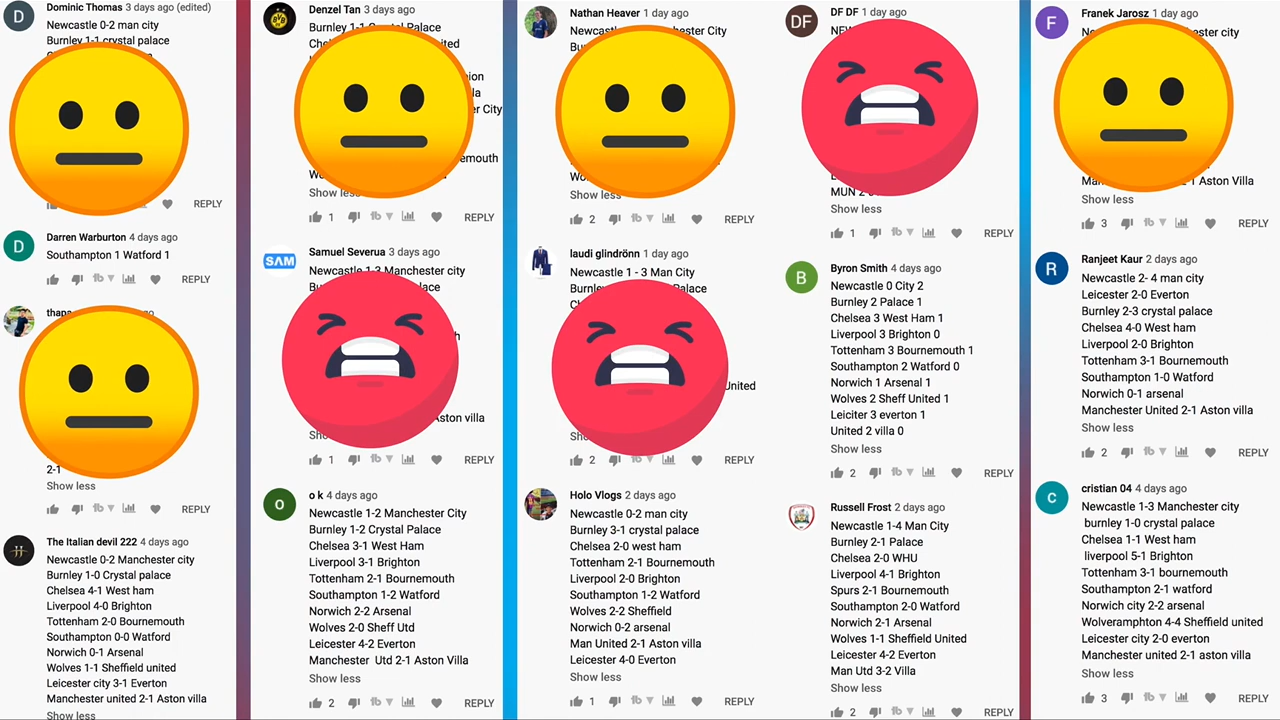 D
Dominic Thomas 3 days ago (edited)
Newcastle 0-2 man city
Burnley 1-1 crystal palace
REPLY
D
Darren Warburton 4 days ago
Southampton 1 Watford 1
REPLY
2-1
Show less
REPLY
The Italian devil 222 4 days ago
Newcastle 0-2 Manchester city
Burnley 1-0 Crystal palace
Chelsea 4-1 West ham
Liverpool 4-0 Brighton
Tottenham 2-0 Bournemouth
Southampton 0-0 Watford
Norwich 0-1 Arsenal
Wolves 1-1 Sheffield united
Leicester city 3-1 Everton
Manchester united 2-1 Aston villa
Show less
Denzel Tan 3 days ago
Burnley 1-1 Crystal Palace
Show less
1
REPLY
SAM
Samuel Severua 3 days ago
Newcastle 1-3 Manchester city
Aston villa
1
REPLY
o
o k 4 days ago
Newcastle 1-2 Manchester City
Burnley 1-2 Crystal Palace
Chelsea 3-1 West Ham
Liverpool 3-1 Brighton
Tottenham 2-1 Bournemouth
Southampton 1-2 Watford
Norwich 2-2 Arsenal
Wolves 2-0 Sheff Utd
Leicester 4-2 Everton
Manchester Utd 2-1 Aston Villa
Show less
2
REPLY
Nathan Heaver 1 day ago
City
Show less
2
REPLY
laudi glindrönn 1 day ago
Newcastle 1 - 3 Man City
Palace
United
2
REPLY
Holo Vlogs 2 days ago
Newcastle 0-2 man city
Burnley 3-1 crystal palace
Chelsea 2-0 west ham
Tottenham 2-1 Bournemouth
Liverpool 2-0 Brighton
Southampton 1-2 Watford
Wolves 2-2 Sheffield
Norwich 0-2 arsenal
Man United 2-1 Aston villa
Leicester 4-0 Everton
Show less
1
REPLY
DF
DF DF 1 day ago
MUN 2
Show less
1
REPLY
B
Byron Smith 4 days ago
Newcastle 0 City 2
Burnley 2 Palace 1
Chelsea 3 West Ham 1
Liverpool 3 Brighton 0
Tottenham 3 Bournemouth 1
Southampton 2 Watford 0
Norwich 1 Arsenal 1
Wolves 2 Sheff United 1
Leiciter 3 everton 1
United 2 villa 0
Show less
2
REPLY
Russell Frost 2 days ago
Newcastle 1-4 Man City
Burnley 2-1 Palace
Chelsea 2-0 WHU
Liverpool 4-1 Brighton
Spurs 2-1 Bournemouth
Southampton 2-0 Watford
Norwich 2-1 Arsenal
Wolves 1-1 Sheffield United
Leicester 4-2 Everton
Man Utd 3-2 Villa
Show less
2
REPLY
F
Franek Jarosz 1 day ago
city
Aston Villa
Show less
3
REPLY
R
Ranjeet Kaur 2 days ago
Newcastle 2- 4 man city
Leicester 2-0 Everton
Burnley 2-3 crystal palace
Chelsea 4-0 West ham
Liverpool 2-0 Brighton
Tottenham 3-1 Bournemouth
Southampton 1-0 Watford
Norwich 0-1 arsenal
Manchester United 2-1 Aston villa
Show less
2
REPLY
c
cristian 04 4 days ago
Newcastle 1-3 Manchester city
burnley 1-0 crystal palace
Chelsea 1-1 West ham
liverpool 5-1 Brighton
Tottenham 3-1 bournemouth
Southampton 2-1 watford
Norwich city 2-2 arsenal
Wolveramphton 4-4 Sheffield united
Leicester city 2-0 everton
Manchester united 2-1 aston villa
Show less
3
REPLY